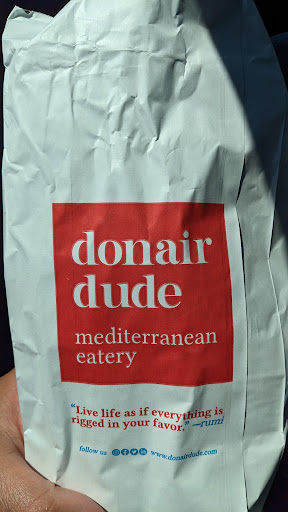 donair
dude
mediterranean
eatery
“Live life as if everything is
rigged in your favor.” —rumi
follow us www.donairdude.com